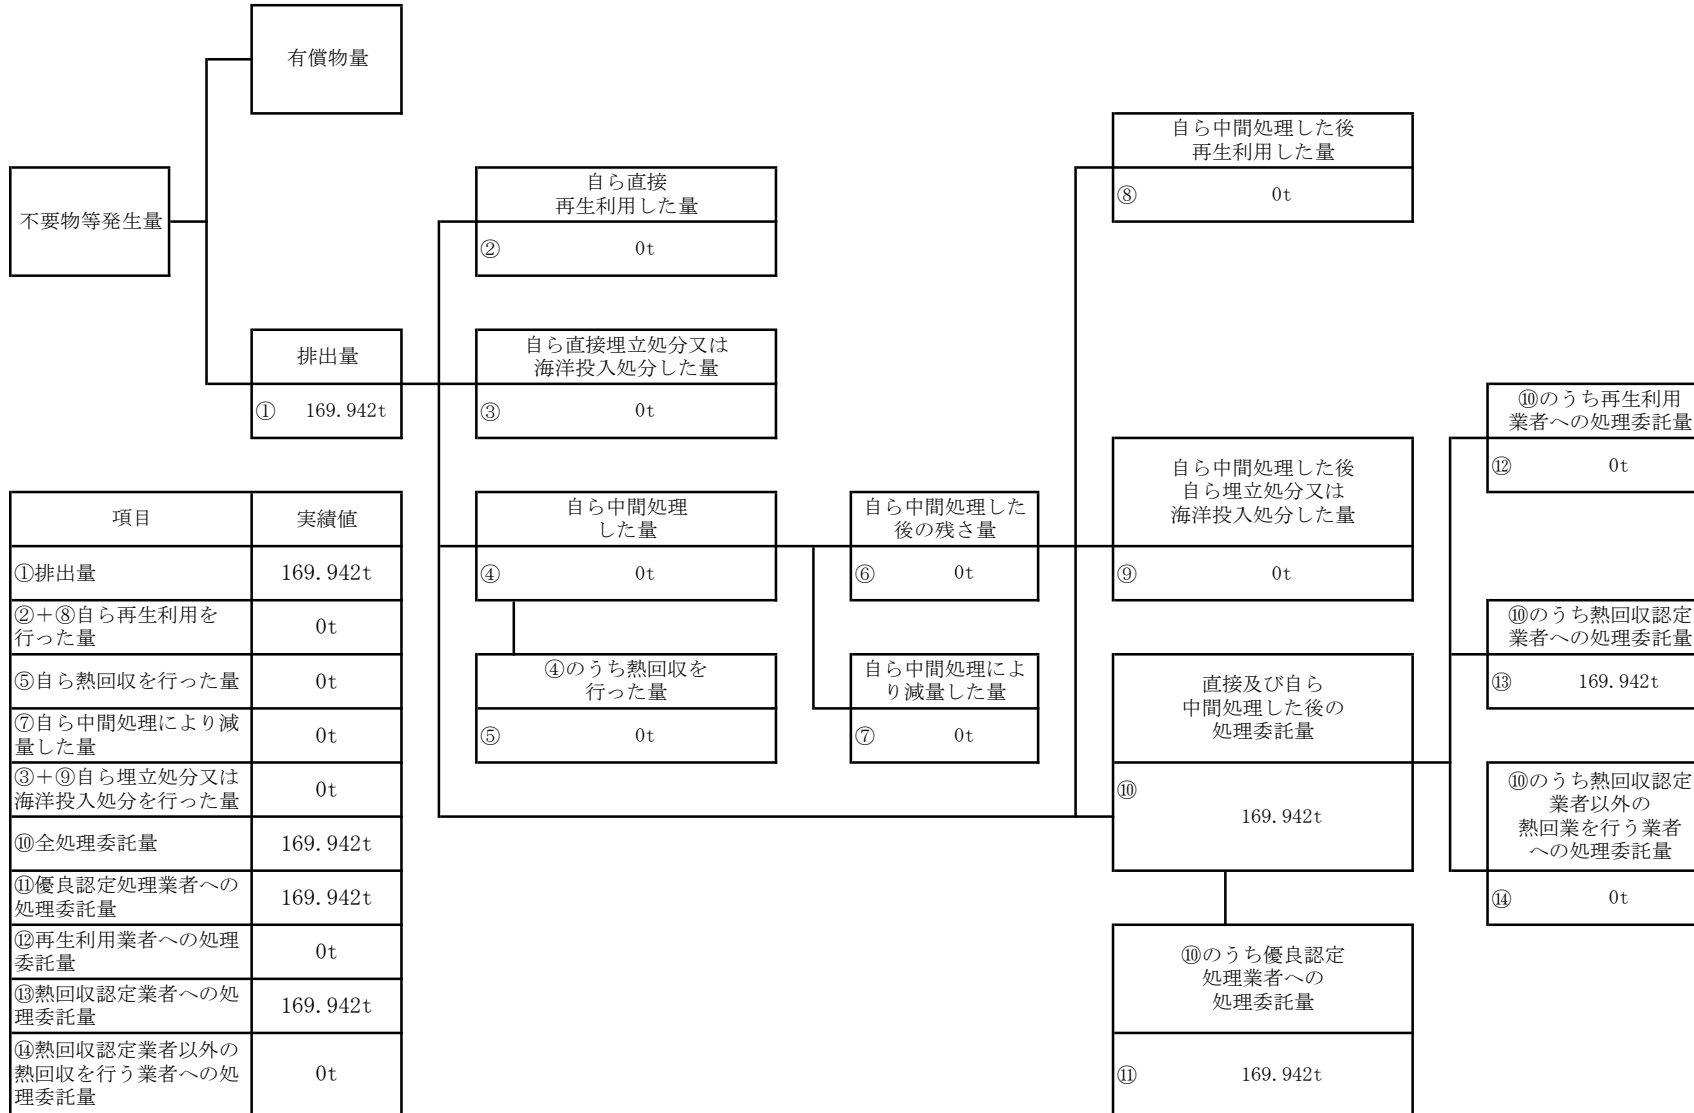 有償物量
不要物等発生量
排出量
① 169.942t
自ら直接
再生利用した量
② 0t
自ら直接埋立処分又は
海洋投入処分した量
③ 0t
自ら中間処理
した量
④ 0t
④のうち熱回収を
行った量
⑤ 0t
自ら中間処理した
後の残さ量
⑥ 0t
自ら中間処理によ
り減量した量
⑦ 0t
自ら中間処理した後
再生利用した量
⑧ 0t
自ら中間処理した後
自ら埋立処分又は
海洋投入処分した量
⑨ 0t
直接及び自ら
中間処理した後の
処理委託量
⑩
169.942t
⑩のうち優良認定
処理業者への
処理委託量
⑪ 169.942t
⑩のうち再生利用
業者への処理委託量
⑫ 0t
⑩のうち熱回収認定
業者への処理委託量
⑬ 169.942t
⑩のうち熱回収認定
業者以外の
熱回業を行う業者
への処理委託量
⑭ 0t
項目 実績値
①排出量 169.942t
②+⑧自ら再生利用を
行った量 0t
⑤自ら熱回収を行った量 0t
⑦自ら中間処理により減
量した量 0t
③+⑨自ら埋立処分又は
海洋投入処分を行った量 0t
⑩全処理委託量 169.942t
⑪優良認定処理業者への
処理委託量 169.942t
⑫再生利用業者への処理
委託量 0t
⑬熱回収認定業者への処
理委託量 169.942t
⑭熱回収認定業者以外の
熱回収を行う業者への処
理委託量 0t